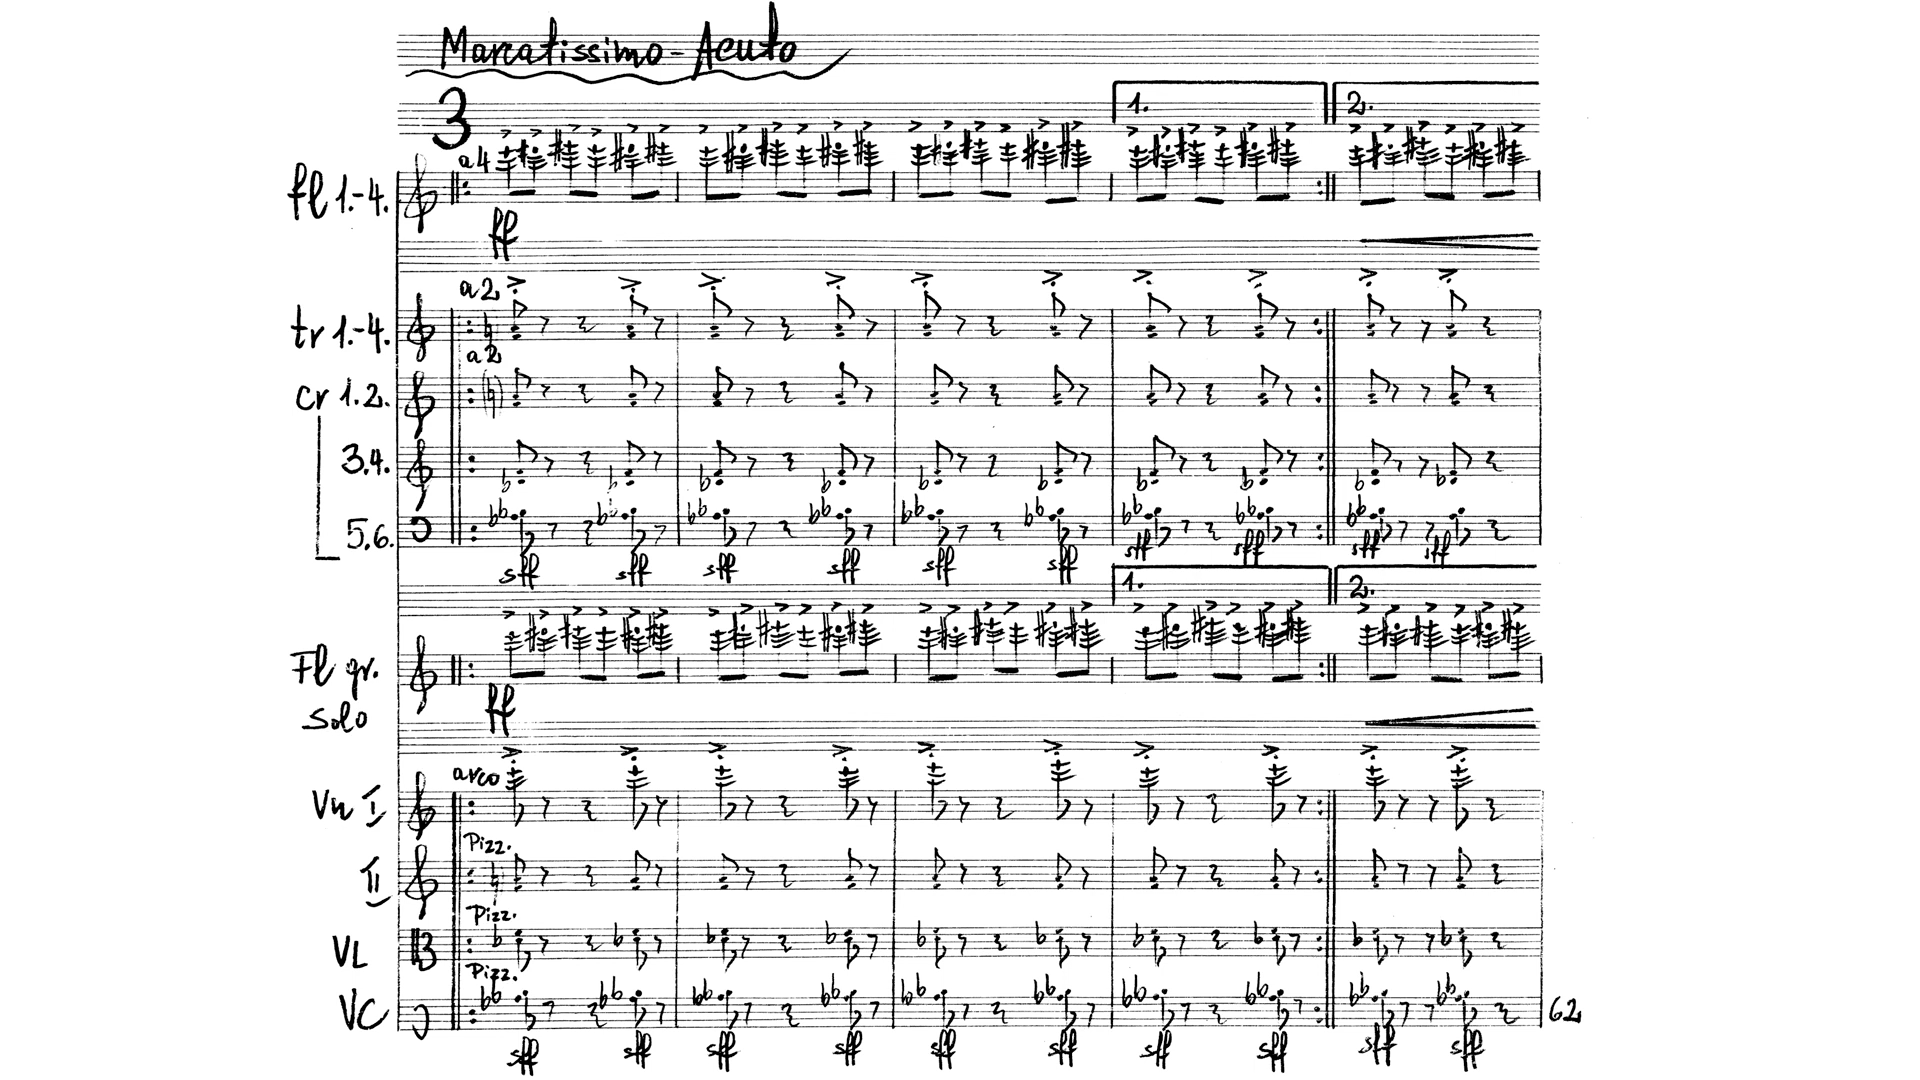 Marcatissimo-Acuto
3
1. 2.
a4
fl 1.-4.
ff
a2
tr 1.-4.
a2
cr 1.2.
3.4.
5.6.
sff sff sff sff sff sff sff sff sff sff
1. 2.
Fl gr.
solo
ff
arco
Vn I
Pizz.
II
Pizz.
VL
Pizz.
VC
62
sff sff sff sff sff sff sff sff sff sff